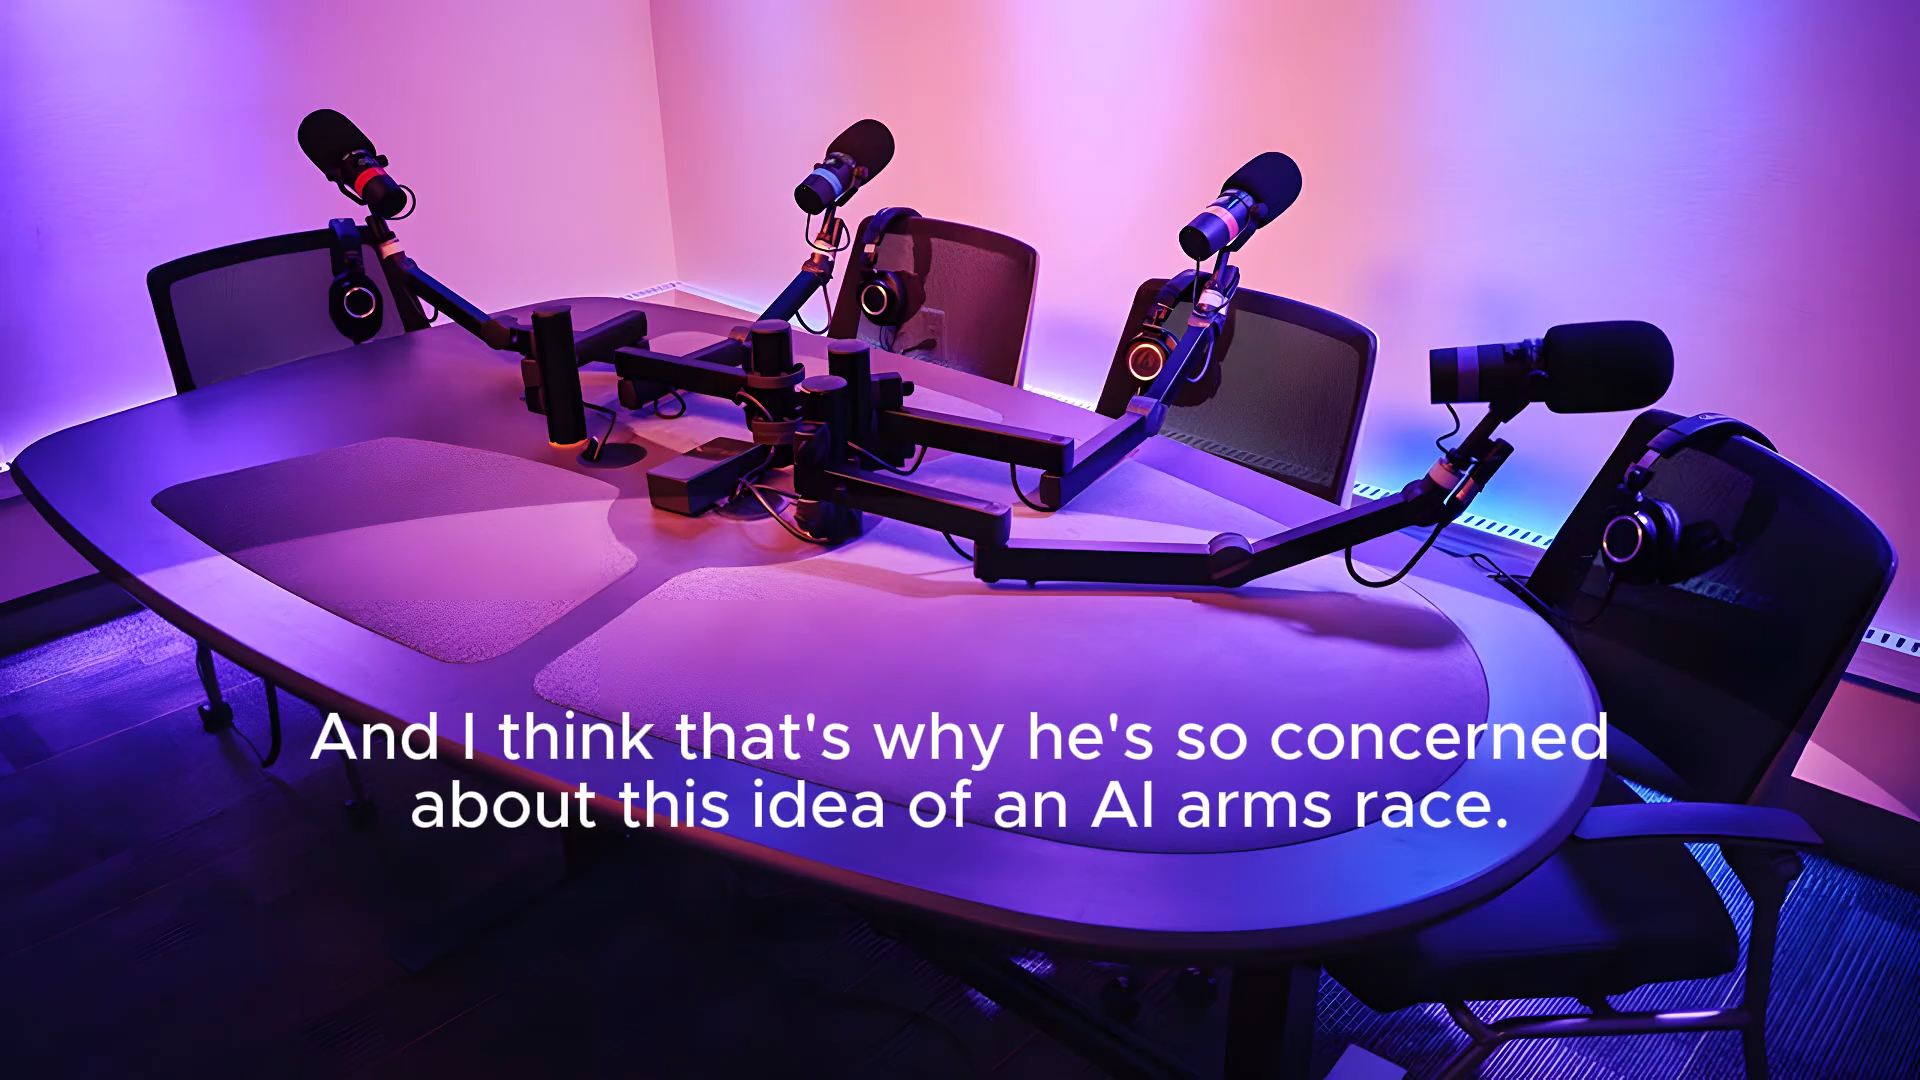 And I think that's why he's so concerned
about this idea of an AI arms race.